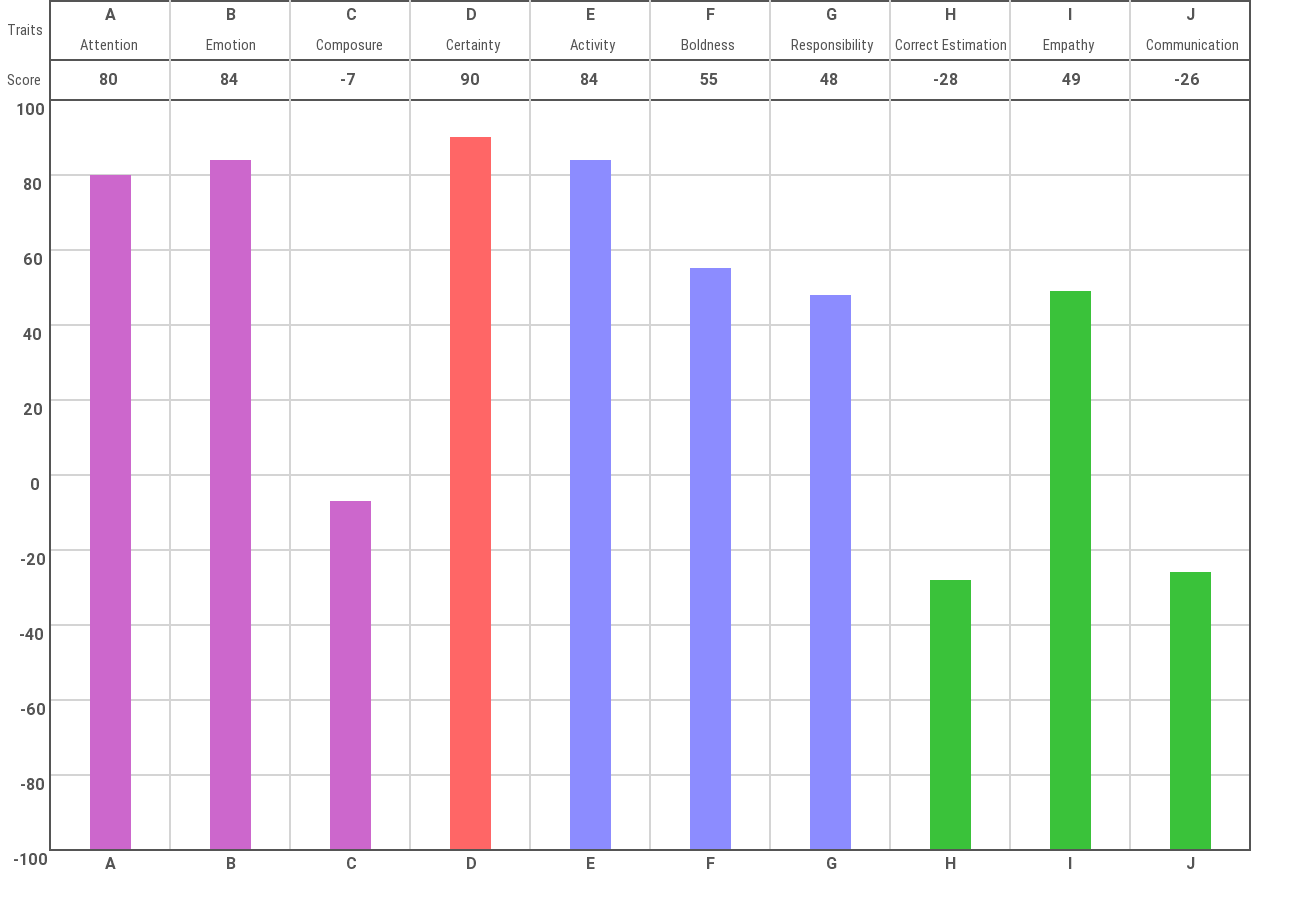 Traits A B C D E F G H I J
Attention Emotion Composure Certainty Activity Boldness Responsibility Correct Estimation Empathy Communication
Score 80 84 -7 90 84 55 48 -28 49 -26
100
80
60
40
20
0
-20
-40
-60
-80
-100
A B C D E F G H I J